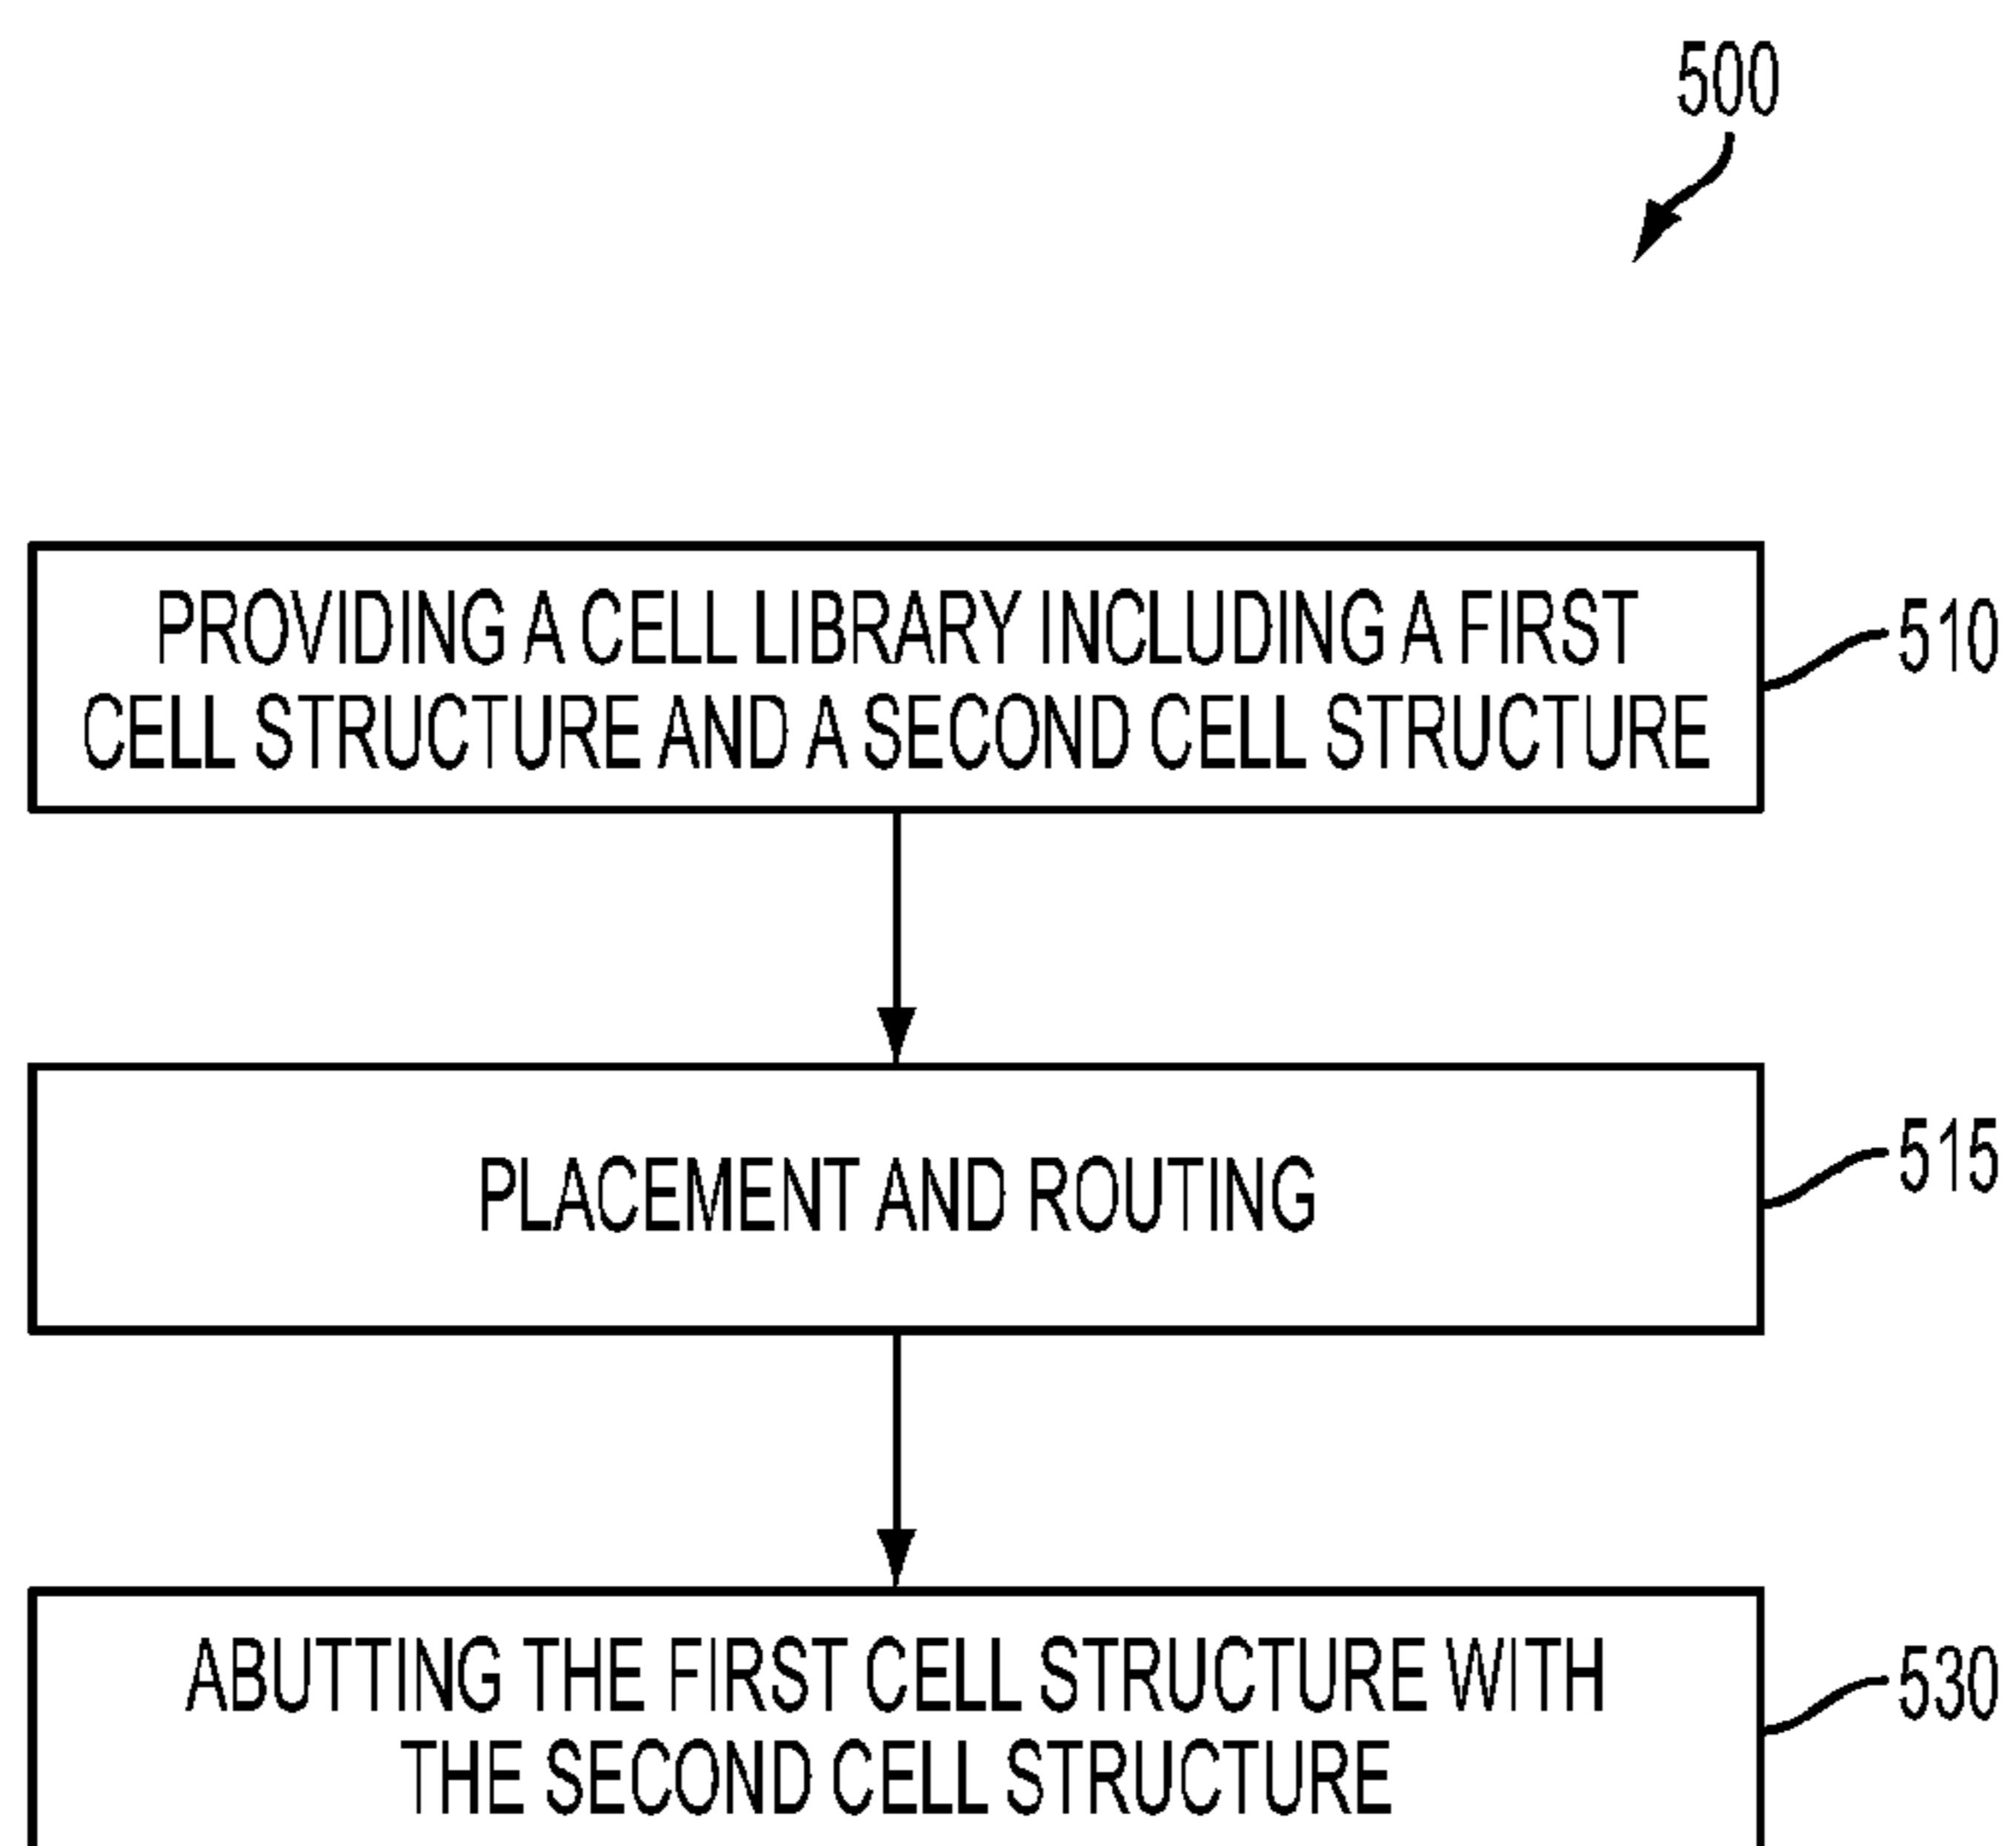 500
PROVIDING A CELL LIBRARY INCLUDING A FIRST
CELL STRUCTURE AND A SECOND CELL STRUCTURE
510
PLACEMENT AND ROUTING
515
ABUTTING THE FIRST CELL STRUCTURE WITH
THE SECOND CELL STRUCTURE
530